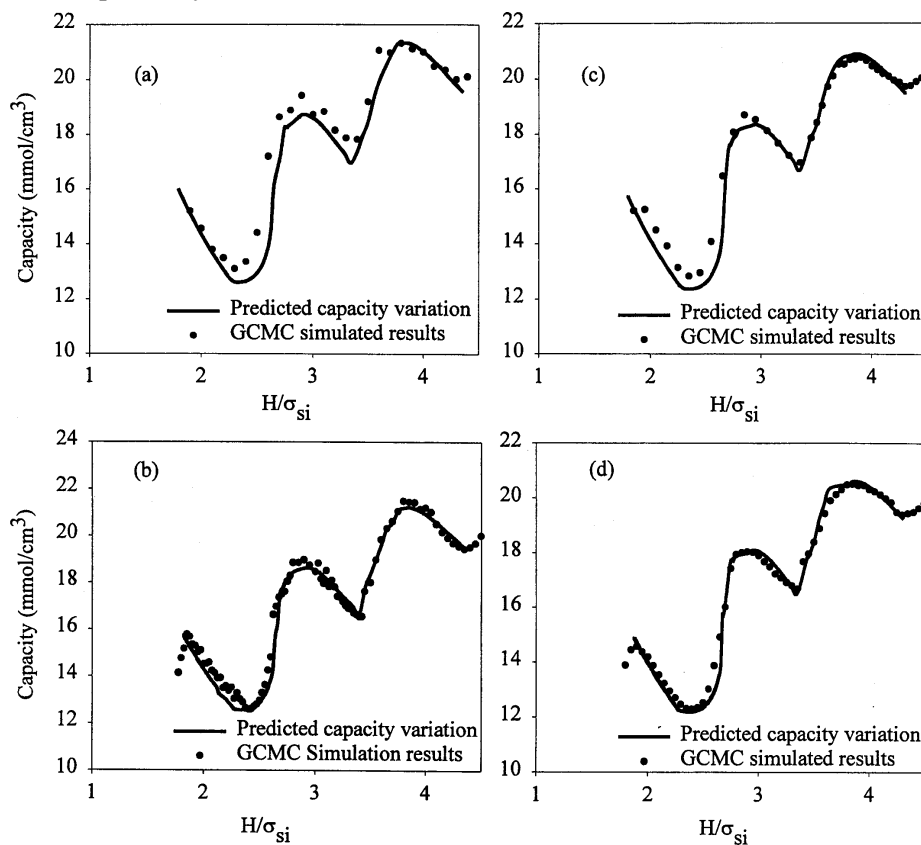 22
20
18
16
14
12
10
Capacity (mmol/cm³)
(a)
Predicted capacity variation
GCMC simulated results
1 2 3 4
H/σsi
22
20
18
16
14
12
10
(c)
Predicted capacity variation
GCMC simulated results
1 2 3 4
H/σsi
24
22
20
18
16
14
12
10
Capacity (mmol/cm³)
(b)
Predicted capacity variation
GCMC Simulation results
1 2 3 4
H/σsi
22
20
18
16
14
12
10
(d)
Predicted capacity variation
GCMC simulated results
1 2 3 4
H/σsi